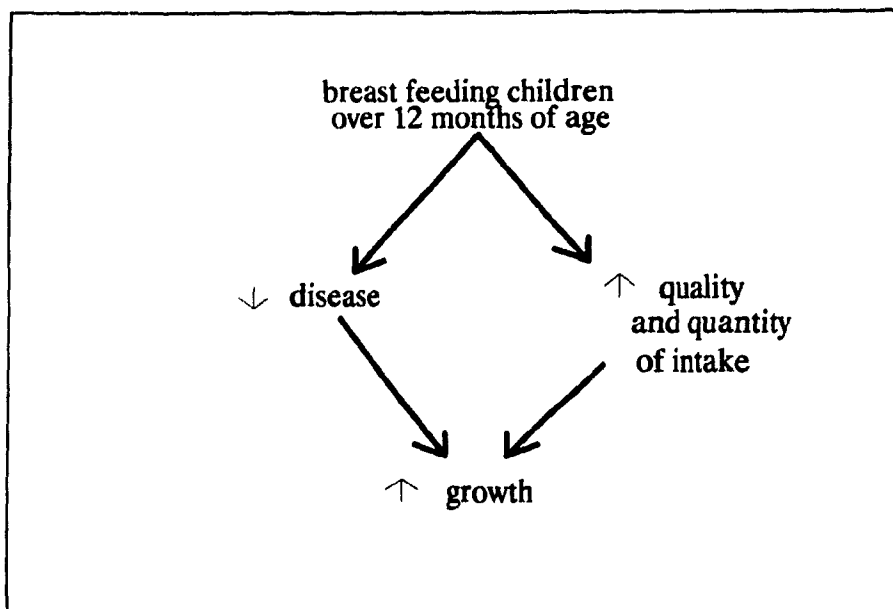 breast feeding children
over 12 months of age
↓ disease
↑ quality
and quantity
of intake
↑ growth